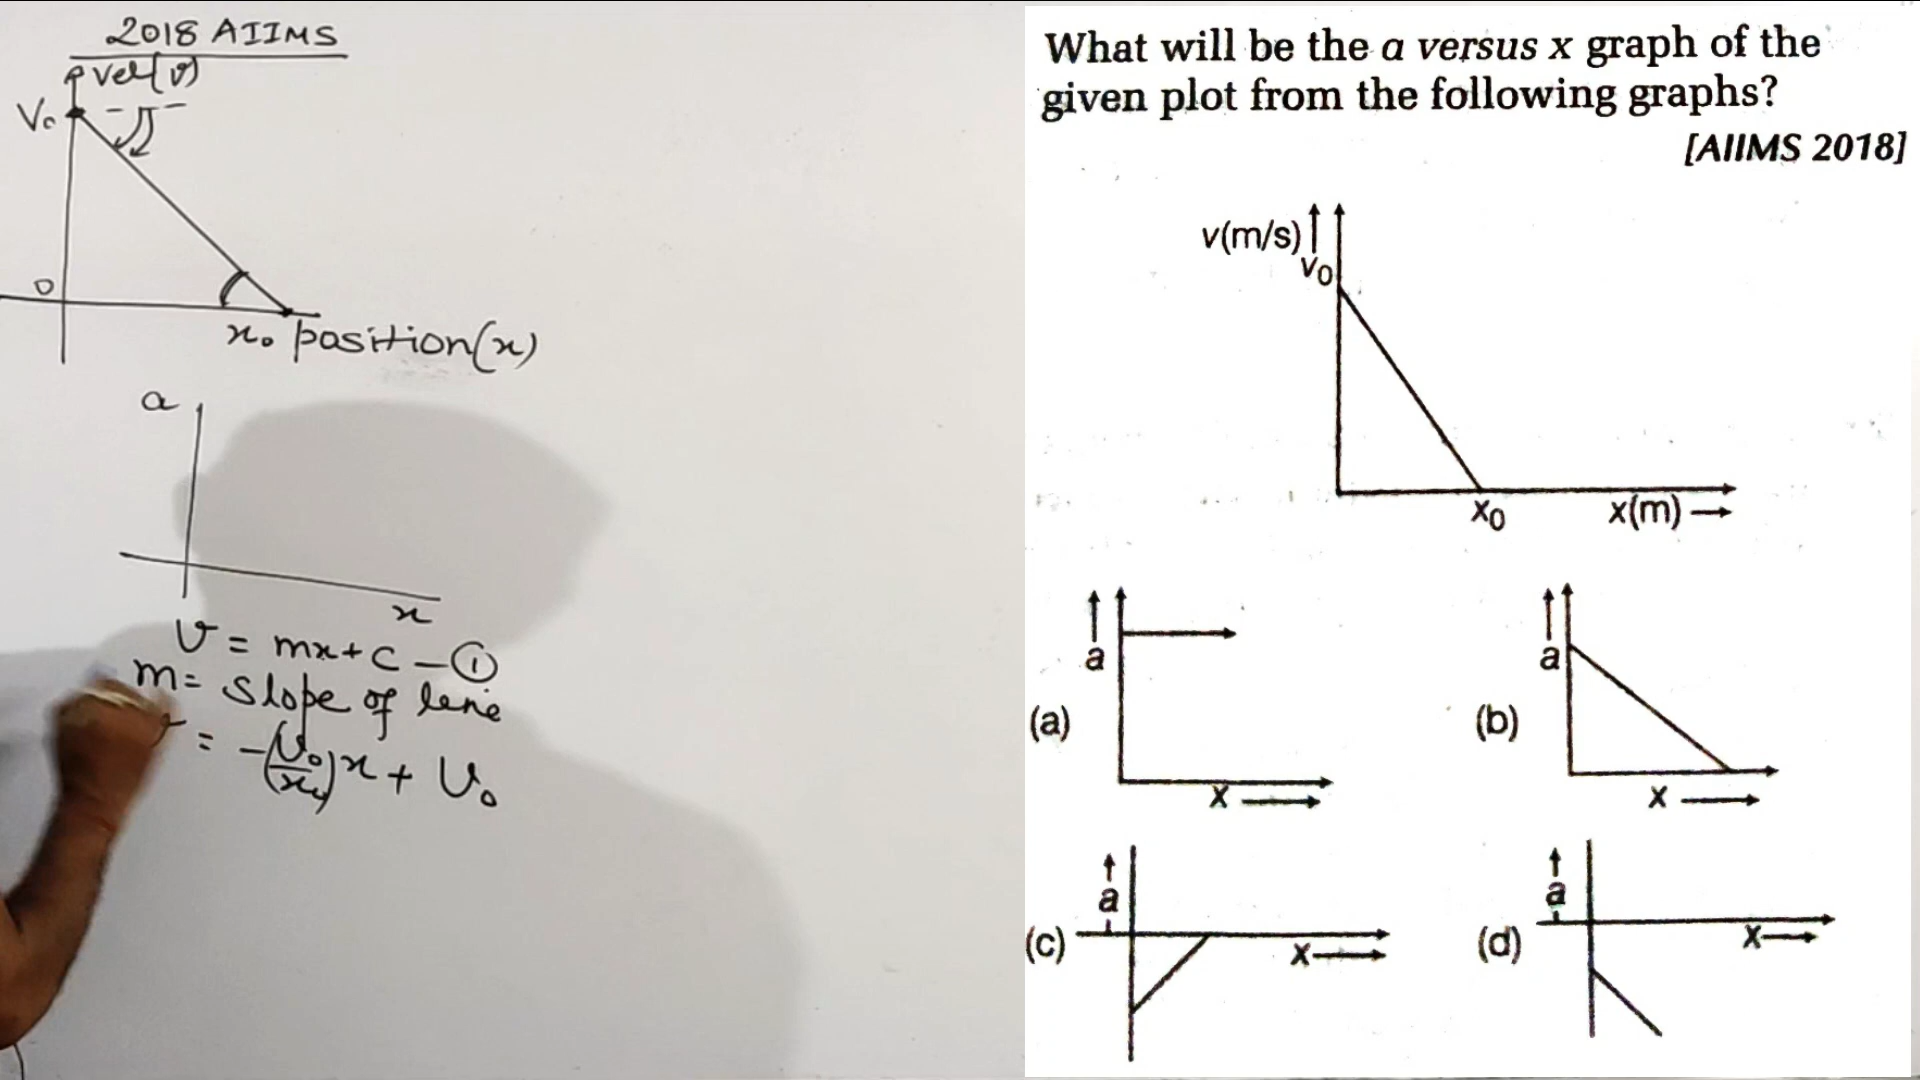 2018 AIIMS
vel(v)
V₀
0
x₀ position(x)
a
x
v = mx + c – ①
m = slope of line
= -(v₀/x₀)x + v₀
What will be the a versus x graph of the
given plot from the following graphs?
[AIIMS 2018]
v(m/s)
v₀
x₀ x(m)
a
(a)
x
a
(b)
x
a
(c)
x
a
(d)
x